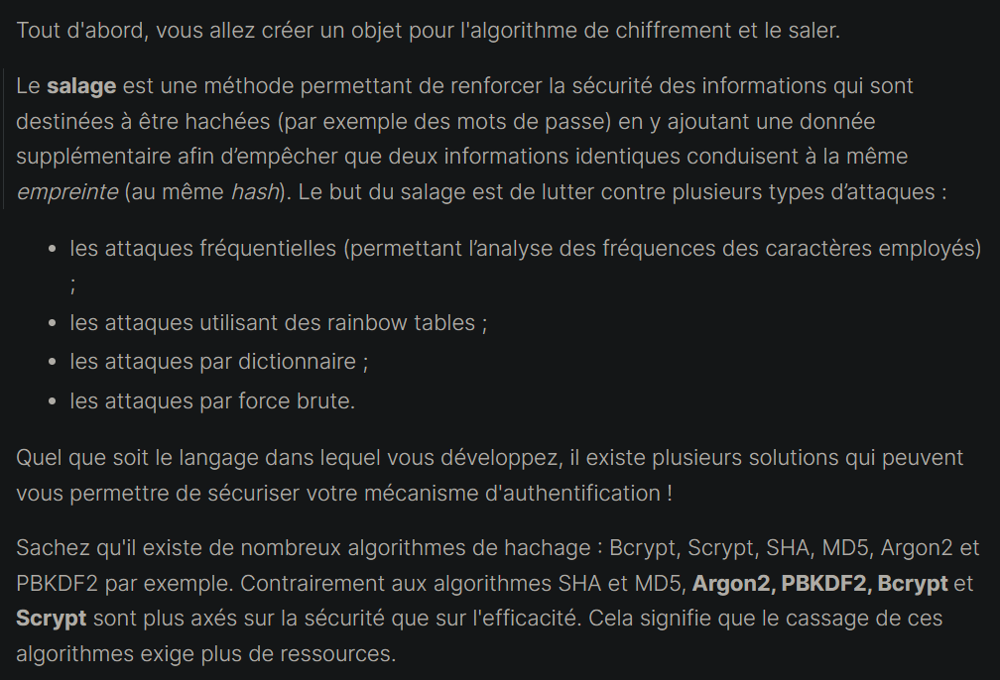 Tout d'abord, vous allez créer un objet pour l'algorithme de chiffrement et le saler.
Le salage est une méthode permettant de renforcer la sécurité des informations qui sont
destinées à être hachées (par exemple des mots de passe) en y ajoutant une donnée
supplémentaire afin d’empêcher que deux informations identiques conduisent à la même
empreinte (au même hash). Le but du salage est de lutter contre plusieurs types d’attaques :
• les attaques fréquentielles (permettant l’analyse des fréquences des caractères employés)
;
• les attaques utilisant des rainbow tables ;
• les attaques par dictionnaire ;
• les attaques par force brute.
Quel que soit le langage dans lequel vous développez, il existe plusieurs solutions qui peuvent
vous permettre de sécuriser votre mécanisme d'authentification !
Sachez qu'il existe de nombreux algorithmes de hachage : Bcrypt, Scrypt, SHA, MD5, Argon2 et
PBKDF2 par exemple. Contrairement aux algorithmes SHA et MD5, Argon2, PBKDF2, Bcrypt et
Scrypt sont plus axés sur la sécurité que sur l'efficacité. Cela signifie que le cassage de ces
algorithmes exige plus de ressources.